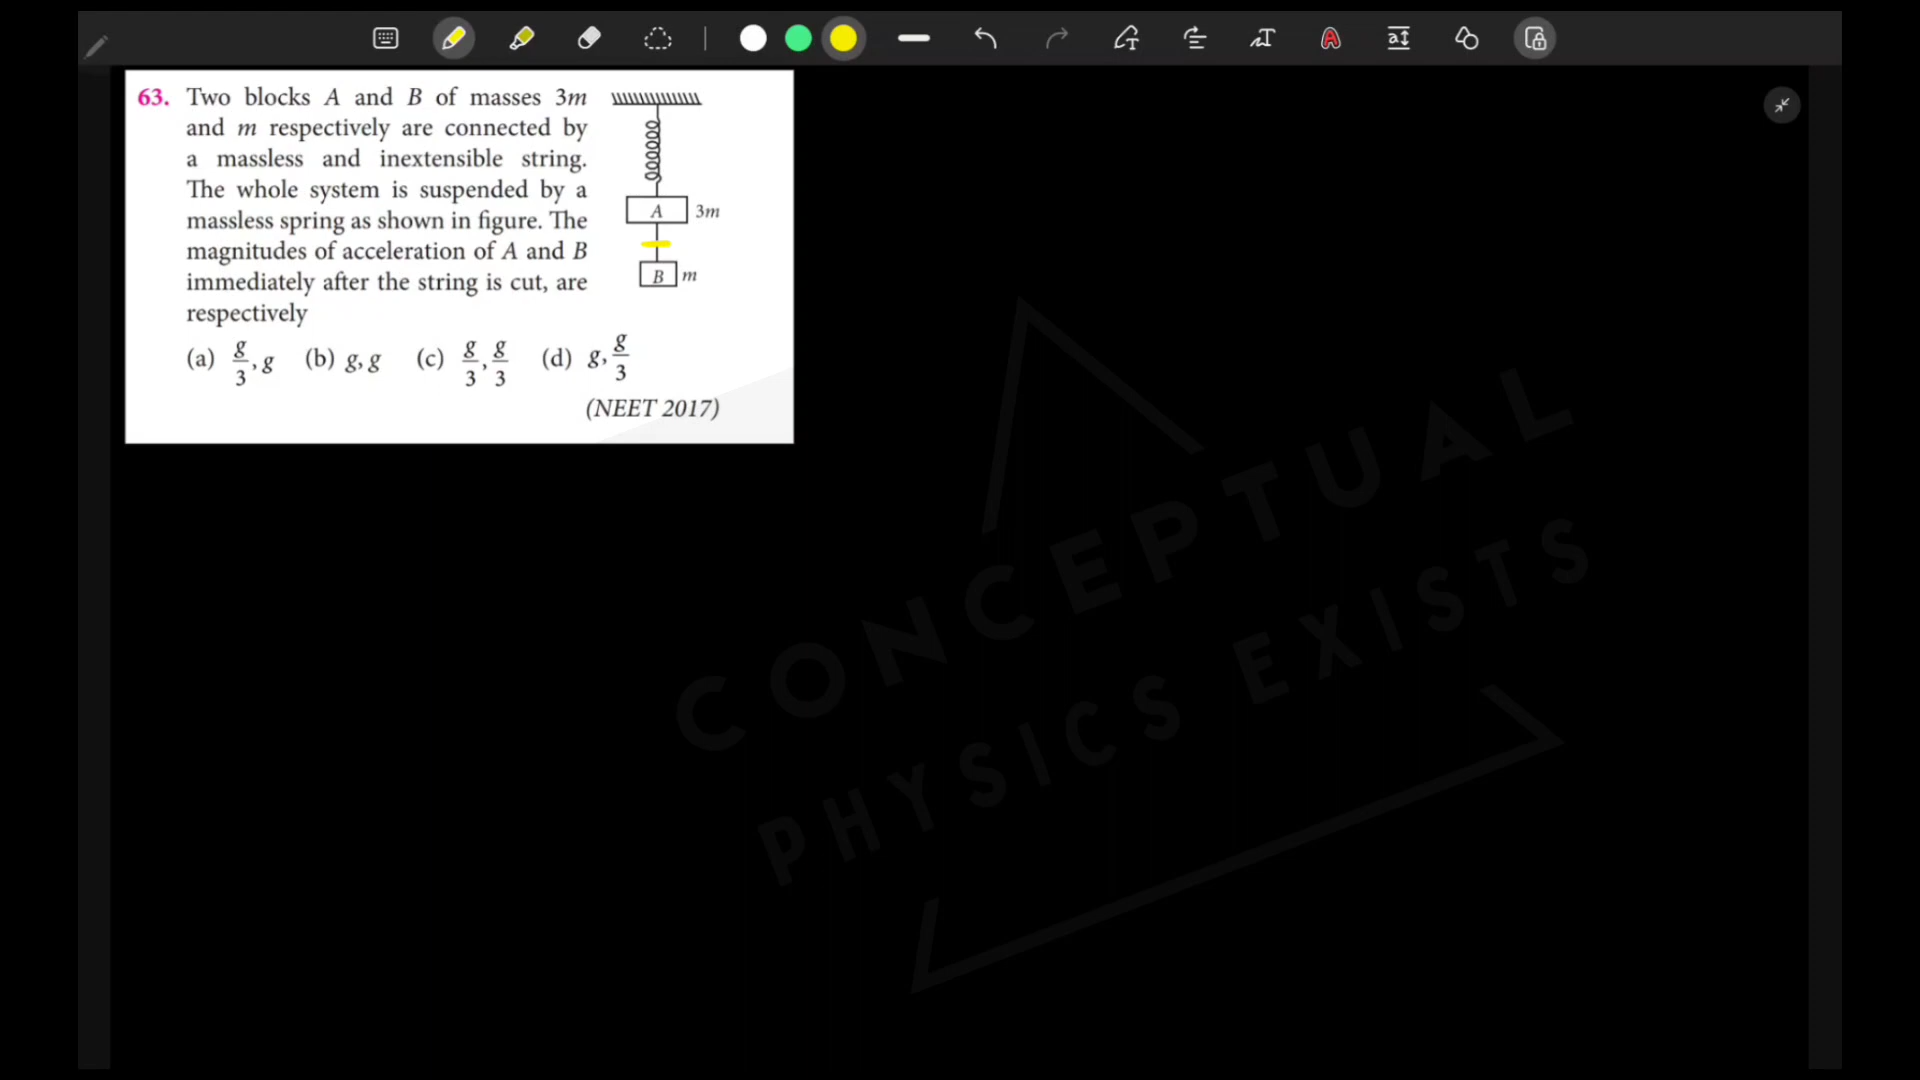 63. Two blocks A and B of masses 3m
and m respectively are connected by
a massless and inextensible string.
The whole system is suspended by a
massless spring as shown in figure. The
magnitudes of acceleration of A and B
immediately after the string is cut, are
respectively
A 3m
B m
(a) g/3, g (b) g, g (c) g/3, g/3 (d) g, g/3
(NEET 2017)
CONCEPTUAL
PHYSICS EXISTS